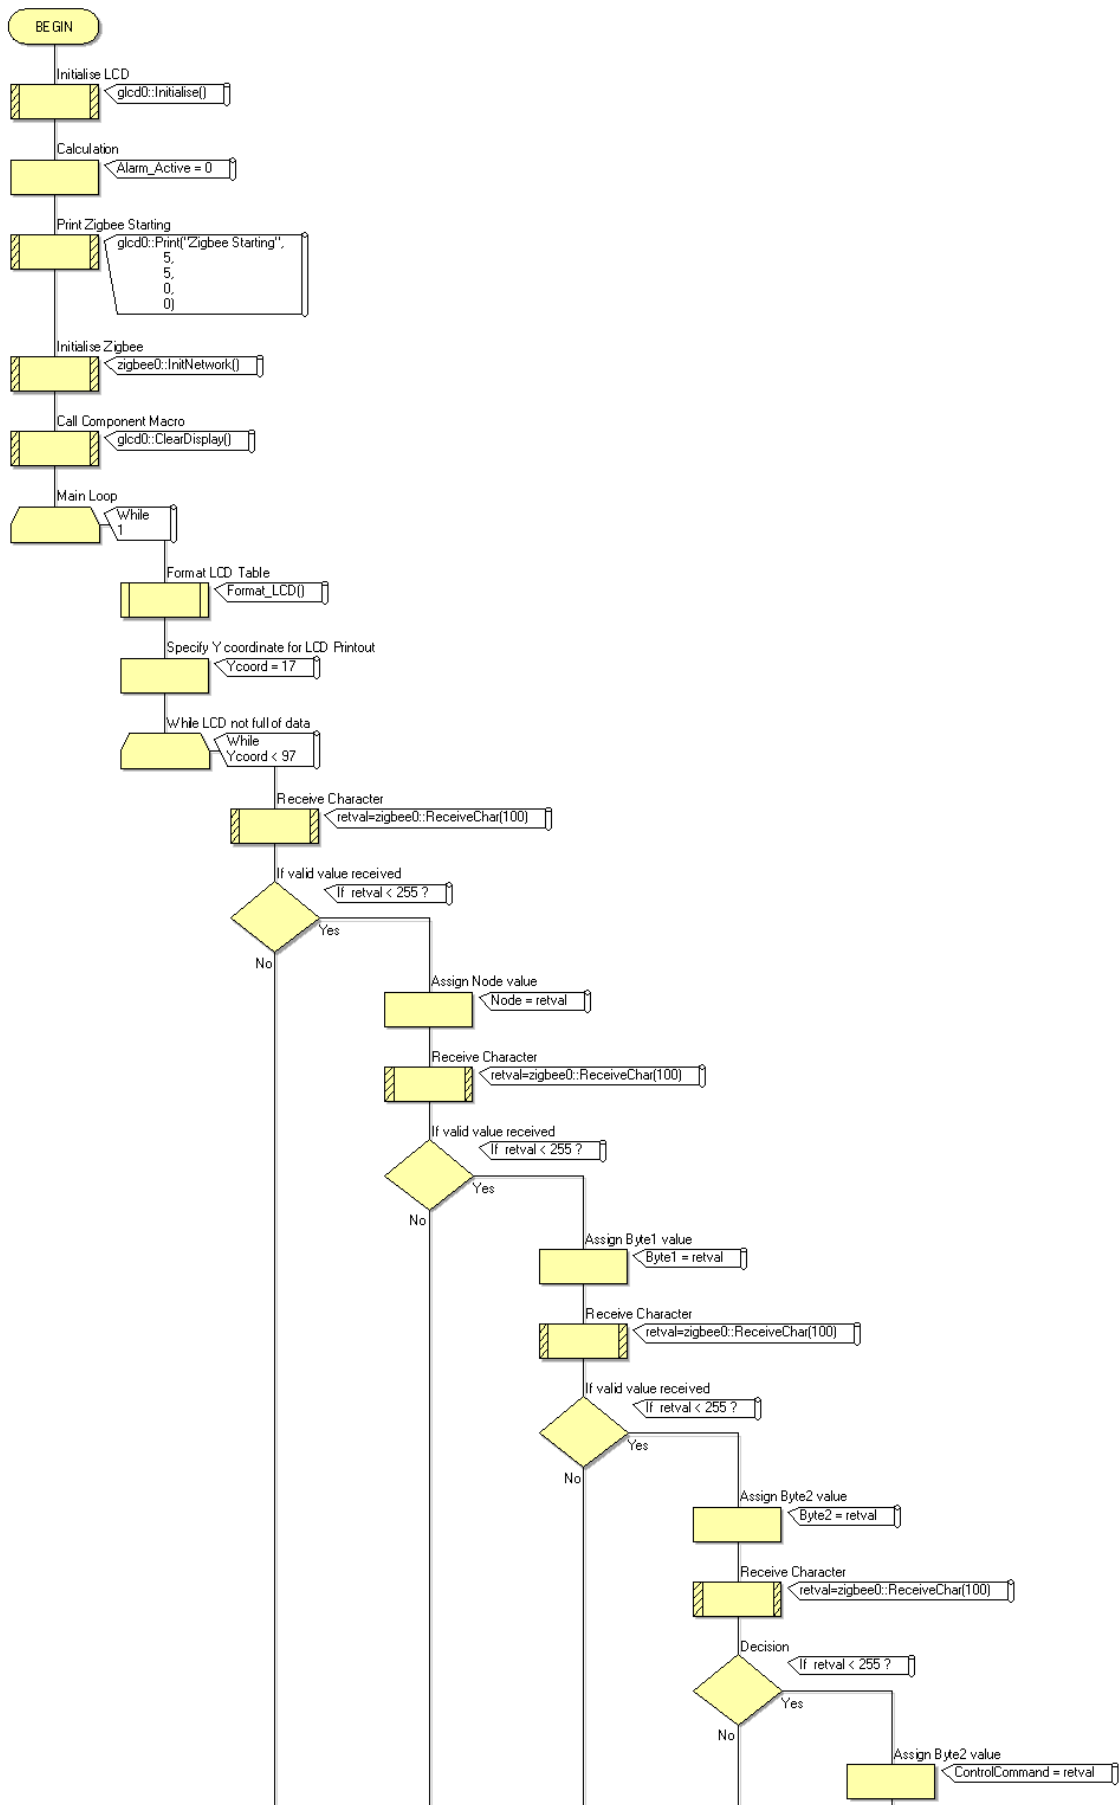 BEGIN
Initialise LCD
glcd0::Initialise()
Calculation
Alarm_Active = 0
Print Zigbee Starting
glcd0::Print("Zigbee Starting",
5,
5,
0,
0)
Initialise Zigbee
zigbee0::InitNetwork()
Call Component Macro
glcd0::ClearDisplay()
Main Loop
While
1
Format LCD Table
Format_LCD()
Specify Y coordinate for LCD Printout
Ycoord = 17
While LCD not full of data
While
Ycoord < 97
Receive Character
retval=zigbee0::ReceiveChar(100)
If valid value received
If retval < 255 ?
Yes
No
Assign Node value
Node = retval
Receive Character
retval=zigbee0::ReceiveChar(100)
If valid value received
If retval < 255 ?
Yes
No
Assign Byte1 value
Byte1 = retval
Receive Character
retval=zigbee0::ReceiveChar(100)
If valid value received
If retval < 255 ?
Yes
No
Assign Byte2 value
Byte2 = retval
Receive Character
retval=zigbee0::ReceiveChar(100)
Decision
If retval < 255 ?
Yes
No
Assign Byte2 value
ControlCommand = retval